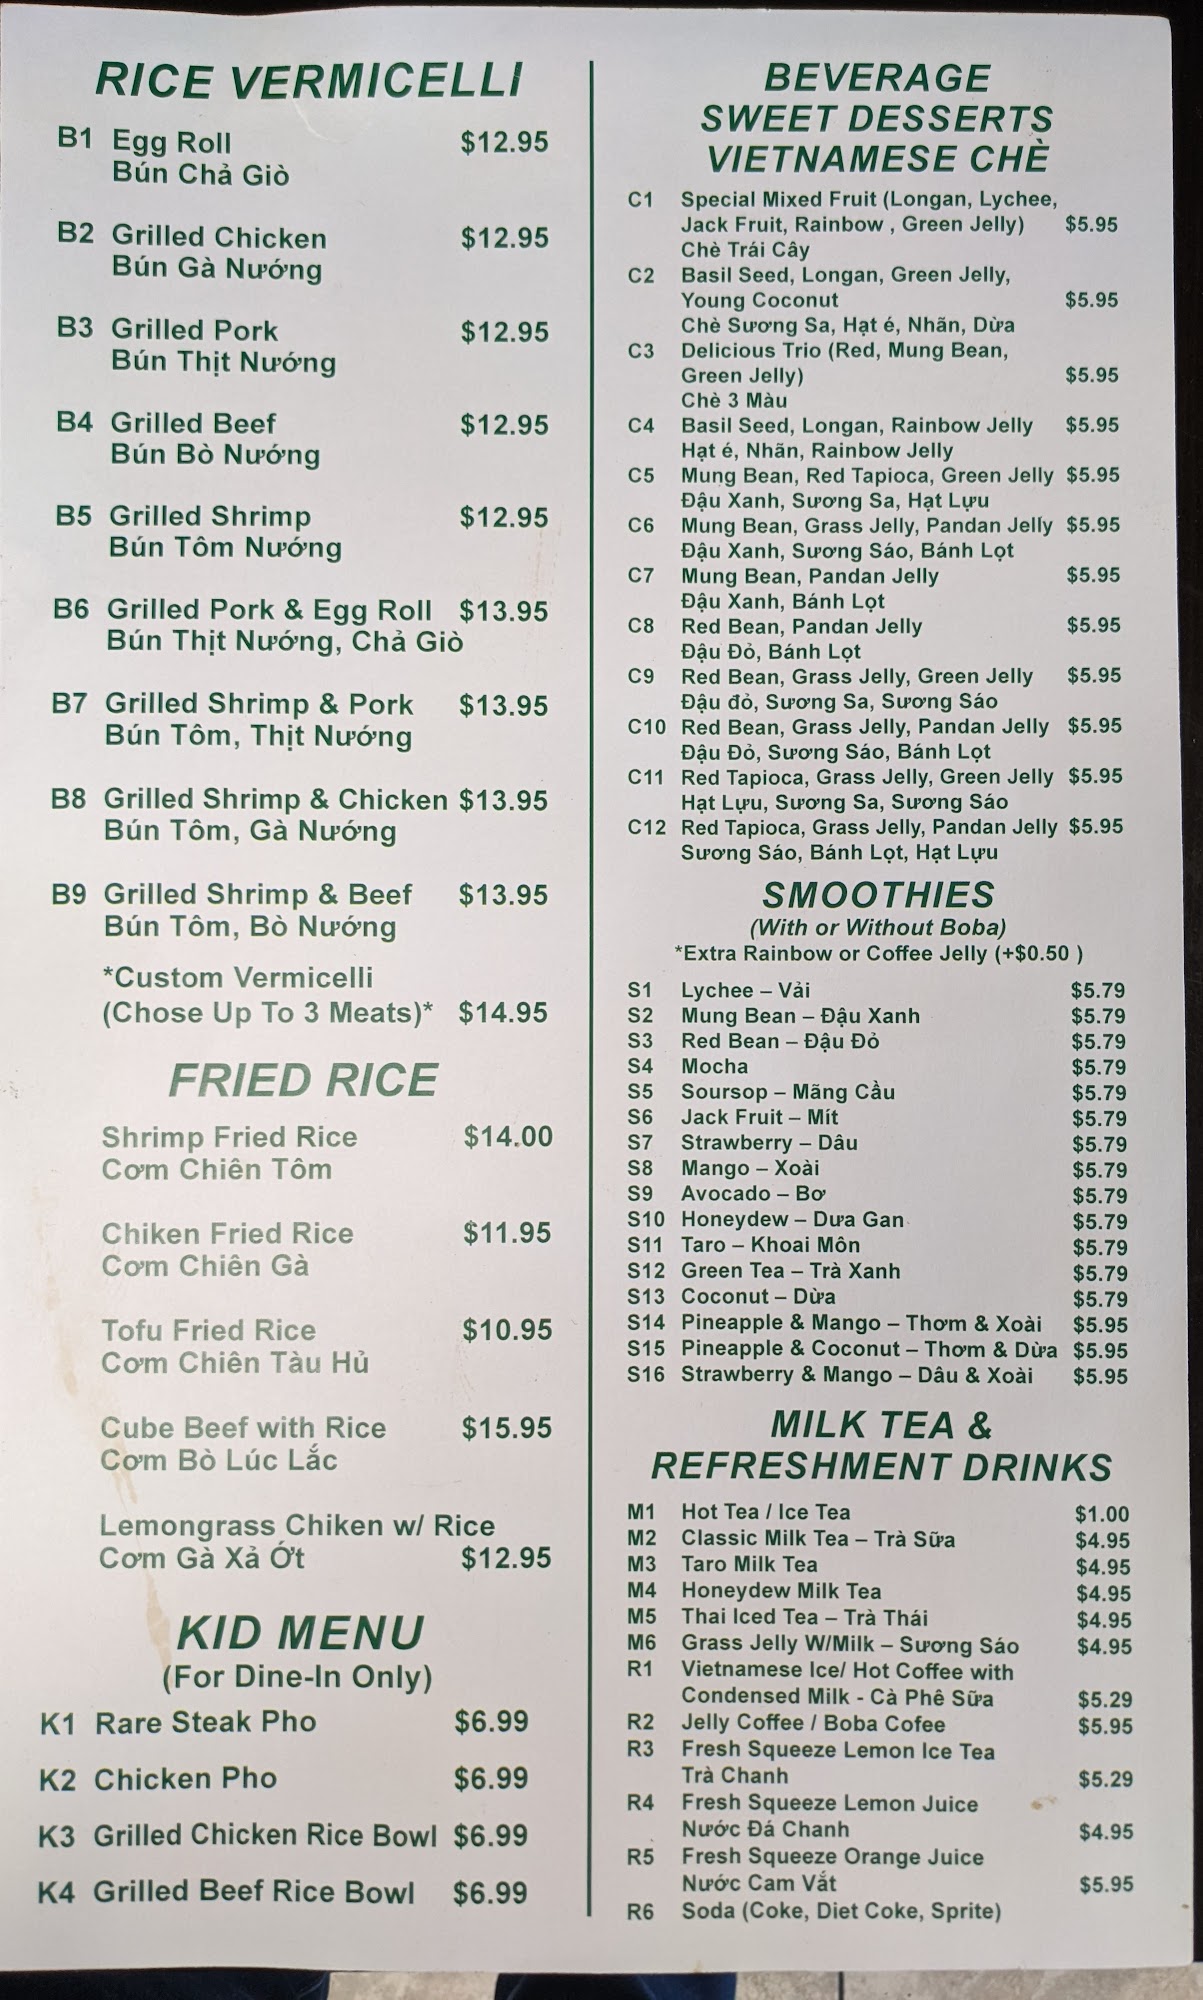 RICE VERMICELLI
B1 Egg Roll $12.95
Bún Chả Giò
B2 Grilled Chicken $12.95
Bún Gà Nướng
B3 Grilled Pork $12.95
Bún Thịt Nướng
B4 Grilled Beef $12.95
Bún Bò Nướng
B5 Grilled Shrimp $12.95
Bún Tôm Nướng
B6 Grilled Pork & Egg Roll $13.95
Bún Thịt Nướng, Chả Giò
B7 Grilled Shrimp & Pork $13.95
Bún Tôm, Thịt Nướng
B8 Grilled Shrimp & Chicken $13.95
Bún Tôm, Gà Nướng
B9 Grilled Shrimp & Beef $13.95
Bún Tôm, Bò Nướng
*Custom Vermicelli
(Chose Up To 3 Meats)* $14.95
FRIED RICE
Shrimp Fried Rice $14.00
Cơm Chiên Tôm
Chiken Fried Rice $11.95
Cơm Chiên Gà
Tofu Fried Rice $10.95
Cơm Chiên Tàu Hủ
Cube Beef with Rice $15.95
Cơm Bò Lúc Lắc
Lemongrass Chiken w/ Rice
Cơm Gà Xả Ớt $12.95
KID MENU
(For Dine-In Only)
K1 Rare Steak Pho $6.99
K2 Chicken Pho $6.99
K3 Grilled Chicken Rice Bowl $6.99
K4 Grilled Beef Rice Bowl $6.99
BEVERAGE
SWEET DESSERTS
VIETNAMESE CHÈ
C1 Special Mixed Fruit (Longan, Lychee,
Jack Fruit, Rainbow , Green Jelly) $5.95
Chè Trái Cây
C2 Basil Seed, Longan, Green Jelly,
Young Coconut $5.95
Chè Sương Sa, Hạt é, Nhãn, Dừa
C3 Delicious Trio (Red, Mung Bean,
Green Jelly) $5.95
Chè 3 Màu
C4 Basil Seed, Longan, Rainbow Jelly $5.95
Hạt é, Nhãn, Rainbow Jelly
C5 Mung Bean, Red Tapioca, Green Jelly $5.95
Đậu Xanh, Sương Sa, Hạt Lựu
C6 Mung Bean, Grass Jelly, Pandan Jelly $5.95
Đậu Xanh, Sương Sáo, Bánh Lọt
C7 Mung Bean, Pandan Jelly $5.95
Đậu Xanh, Bánh Lọt
C8 Red Bean, Pandan Jelly $5.95
Đậu Đỏ, Bánh Lọt
C9 Red Bean, Grass Jelly, Green Jelly $5.95
Đậu đỏ, Sương Sa, Sương Sáo
C10 Red Bean, Grass Jelly, Pandan Jelly $5.95
Đậu Đỏ, Sương Sáo, Bánh Lọt
C11 Red Tapioca, Grass Jelly, Green Jelly $5.95
Hạt Lựu, Sương Sa, Sương Sáo
C12 Red Tapioca, Grass Jelly, Pandan Jelly $5.95
Sương Sáo, Bánh Lọt, Hạt Lựu
SMOOTHIES
(With or Without Boba)
*Extra Rainbow or Coffee Jelly (+$0.50 )
S1 Lychee – Vải $5.79
S2 Mung Bean – Đậu Xanh $5.79
S3 Red Bean – Đậu Đỏ $5.79
S4 Mocha $5.79
S5 Soursop – Mãng Cầu $5.79
S6 Jack Fruit – Mít $5.79
S7 Strawberry – Dâu $5.79
S8 Mango – Xoài $5.79
S9 Avocado – Bơ $5.79
S10 Honeydew – Dưa Gan $5.79
S11 Taro – Khoai Môn $5.79
S12 Green Tea – Trà Xanh $5.79
S13 Coconut – Dừa $5.79
S14 Pineapple & Mango – Thơm & Xoài $5.95
S15 Pineapple & Coconut – Thơm & Dừa $5.95
S16 Strawberry & Mango – Dâu & Xoài $5.95
MILK TEA &
REFRESHMENT DRINKS
M1 Hot Tea / Ice Tea $1.00
M2 Classic Milk Tea – Trà Sữa $4.95
M3 Taro Milk Tea $4.95
M4 Honeydew Milk Tea $4.95
M5 Thai Iced Tea – Trà Thái $4.95
M6 Grass Jelly W/Milk – Sương Sáo $4.95
R1 Vietnamese Ice/ Hot Coffee with
Condensed Milk - Cà Phê Sữa $5.29
R2 Jelly Coffee / Boba Cofee $5.95
R3 Fresh Squeeze Lemon Ice Tea
Trà Chanh $5.29
R4 Fresh Squeeze Lemon Juice
Nước Đá Chanh $4.95
R5 Fresh Squeeze Orange Juice
Nước Cam Vắt $5.95
R6 Soda (Coke, Diet Coke, Sprite)